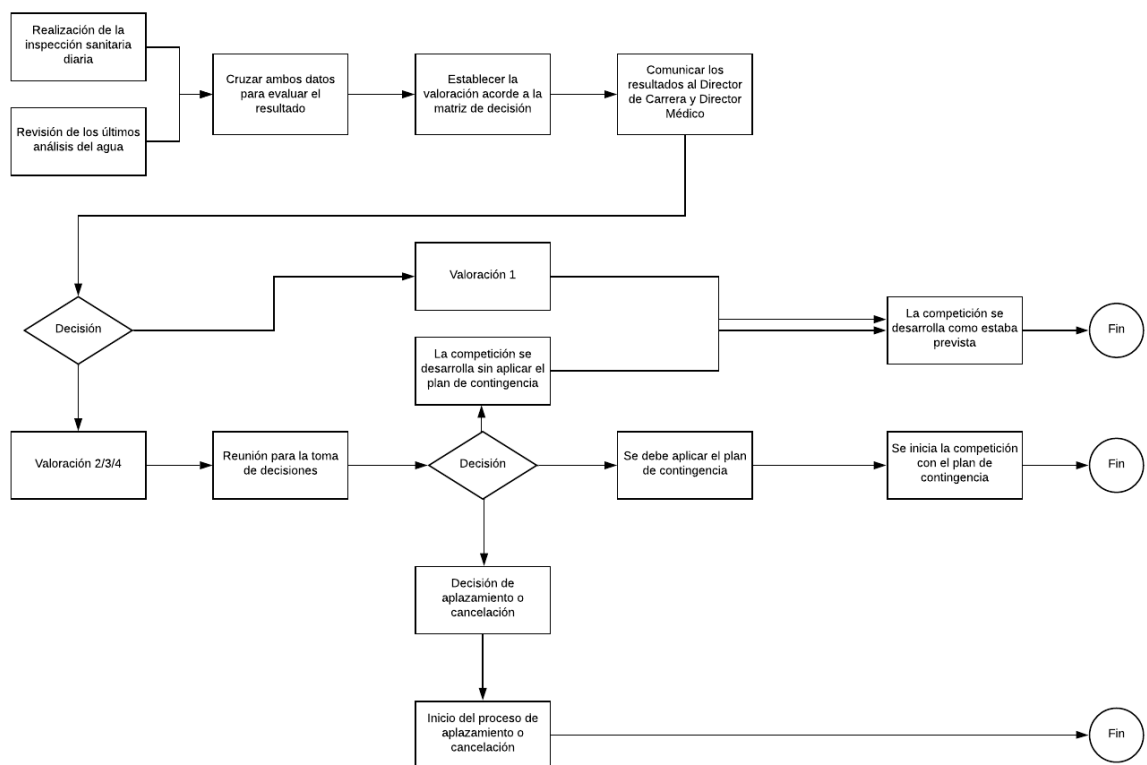 Realización de la
inspección sanitaria
diaria
Revisión de los últimos
análisis del agua
Cruzar ambos datos
para evaluar el
resultado
Establecer la
valoración acorde a la
matriz de decisión
Comunicar los
resultados al Director
de Carrera y Director
Médico
Decisión
Valoración 1
La competición se
desarrolla sin aplicar el
plan de contingencia
La competición se
desarrolla como estaba
prevista
Fin
Valoración 2/3/4
Reunión para la toma
de decisiones
Decisión
Se debe aplicar el plan
de contingencia
Se inicia la competición
con el plan de
contingencia
Fin
Decisión de
aplazamiento o
cancelación
Inicio del proceso de
aplazamiento o
cancelación
Fin